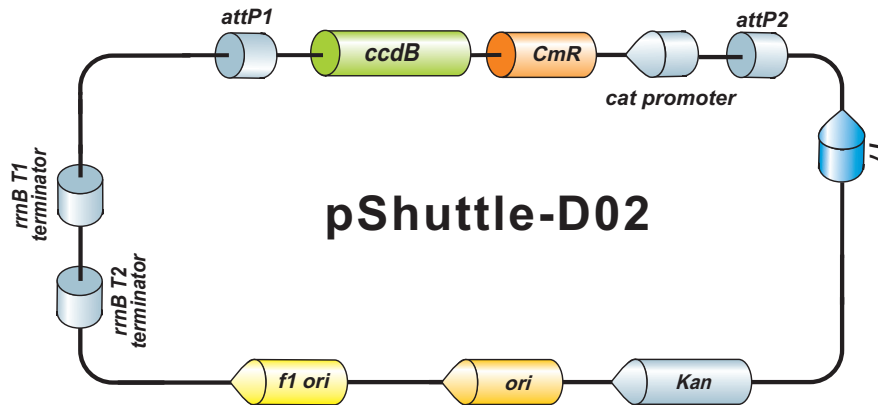 attP1
ccdB
CmR
cat promoter
attP2
rrnB T1
terminator
pShuttle-D02
rrnB T2
terminator
f1 ori
ori
Kan